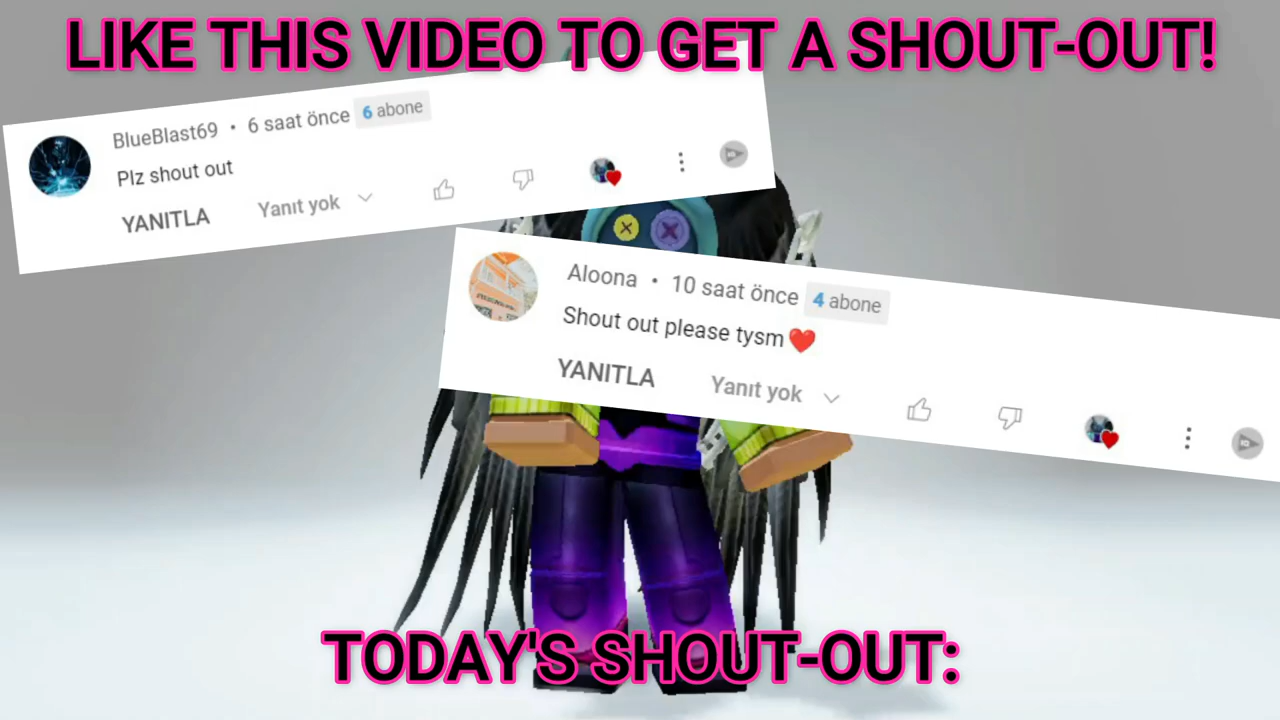 LIKE THIS VIDEO TO GET A SHOUT-OUT!
BlueBlast69 • 6 saat önce 6 abone
Plz shout out
YANITLA Yanıt yok
Aloona • 10 saat önce 4 abone
Shout out please tysm❤️
YANITLA Yanıt yok
TODAY'S SHOUT-OUT: